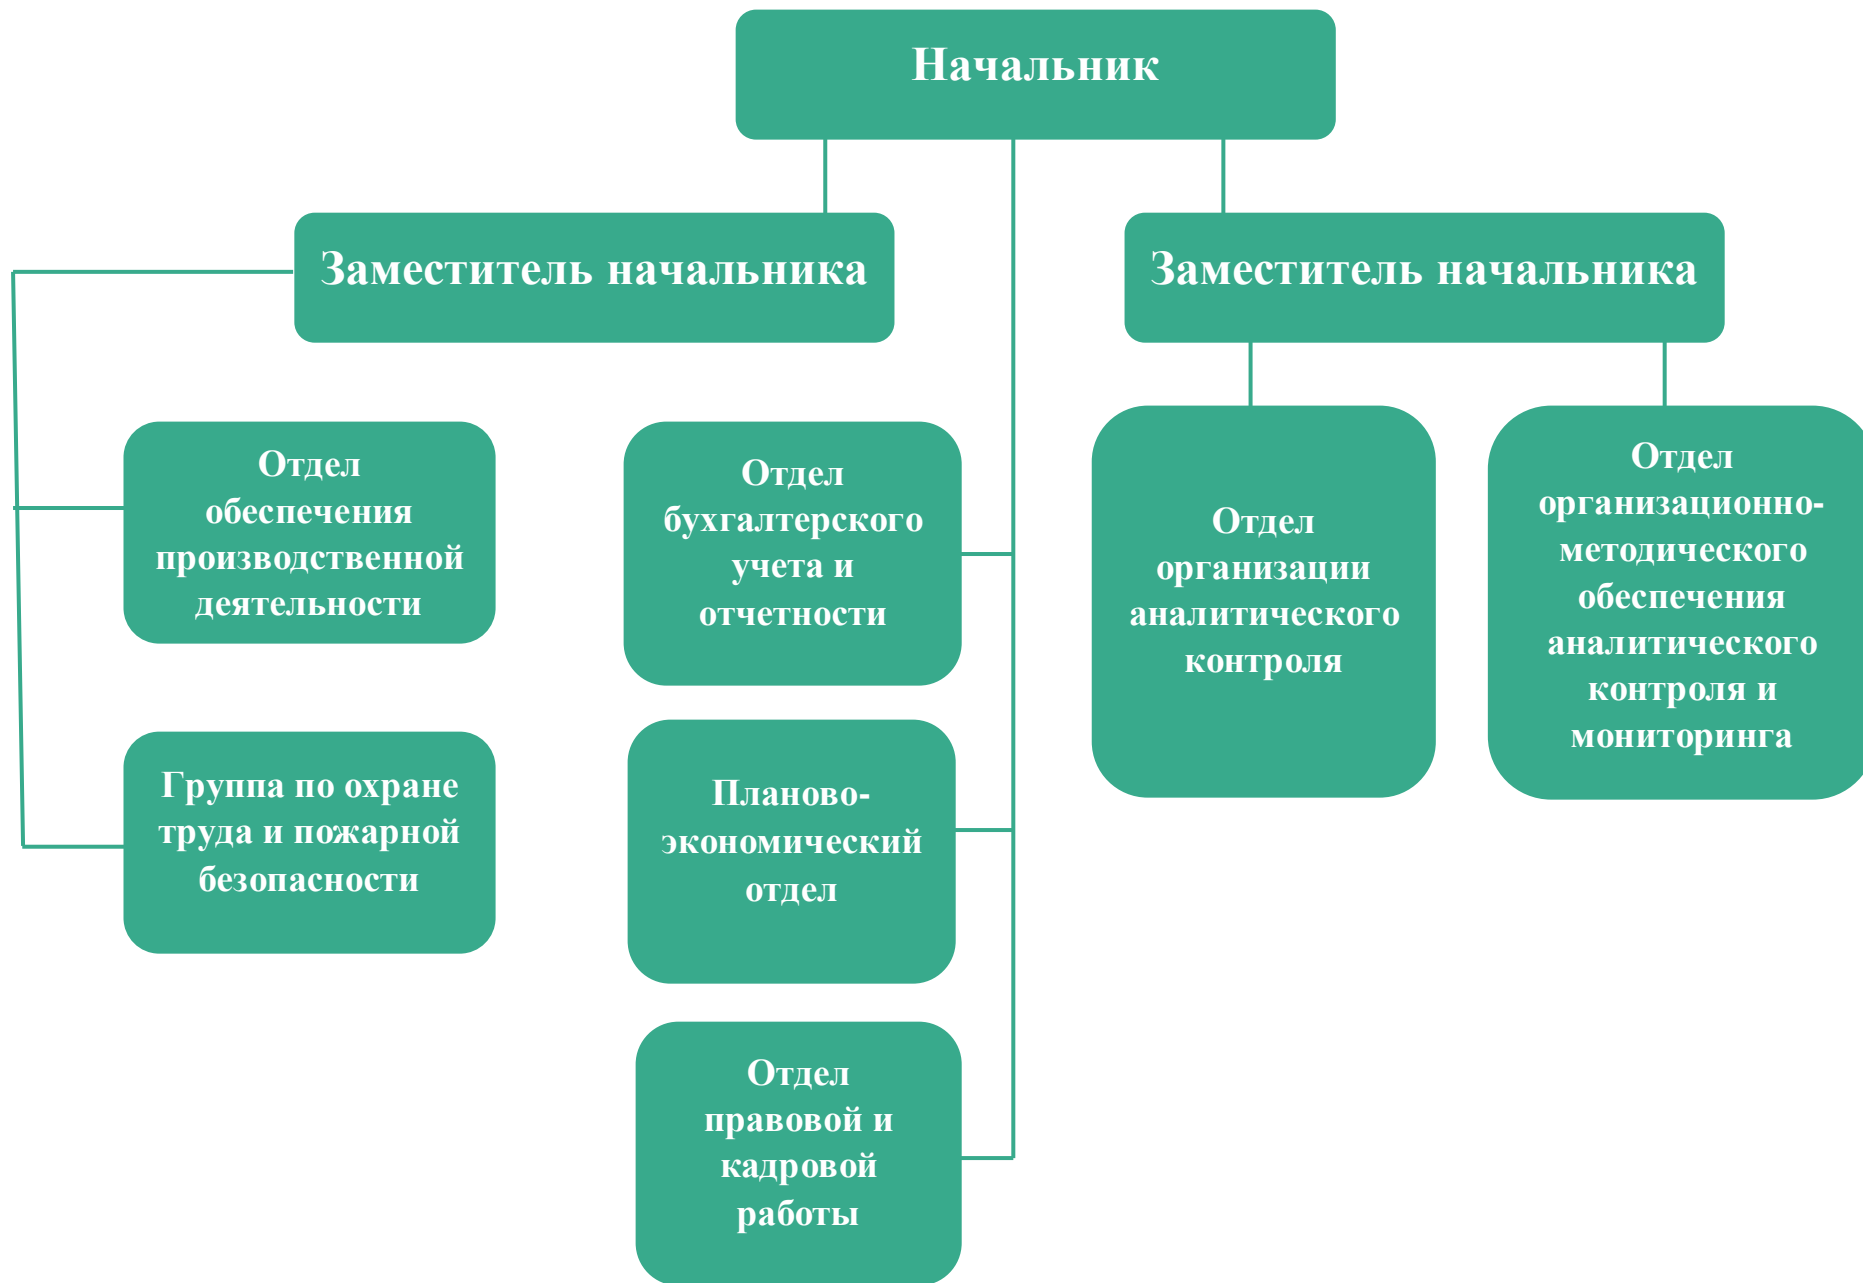 Начальник
Заместитель начальника
Заместитель начальника
Отдел
обеспечения
производственной
деятельности
Группа по охране
труда и пожарной
безопасности
Отдел
бухгалтерского
учета и
отчетности
Планово-
экономический
отдел
Отдел
правовой и
кадровой
работы
Отдел
организации
аналитического
контроля
Отдел
организационно-
методического
обеспечения
аналитического
контроля и
мониторинга